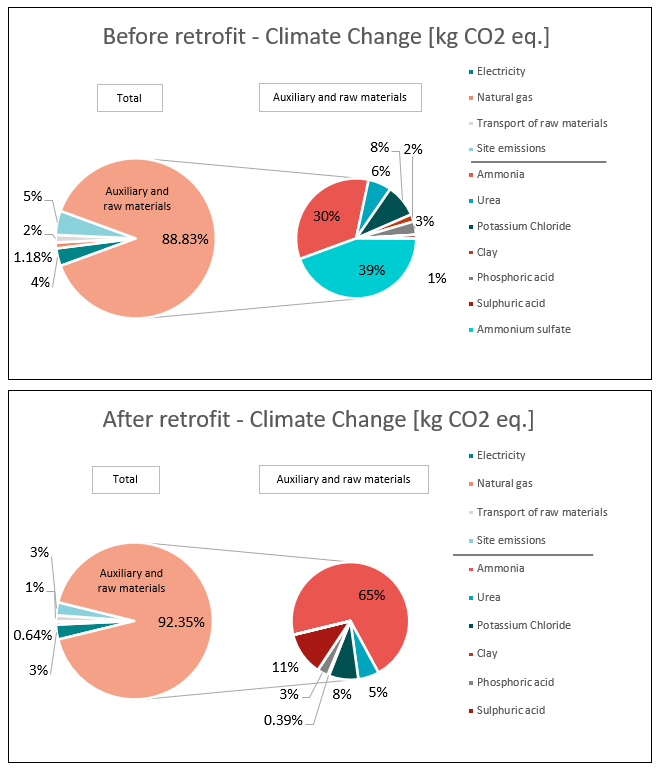 Before retrofit - Climate Change [kg CO2 eq.]
Total
Auxiliary and raw materials
Auxiliary and
raw materials
88.83%
5%
2%
1.18%
4%
8%
2%
6%
30%
3%
39%
1%
Electricity
Natural gas
Transport of raw materials
Site emissions
Ammonia
Urea
Potassium Chloride
Clay
Phosphoric acid
Sulphuric acid
Ammonium sulfate
After retrofit - Climate Change [kg CO2 eq.]
Total
Auxiliary and raw materials
Auxiliary and
raw materials
92.35%
3%
1%
0.64%
3%
65%
11%
3%
8%
5%
0.39%
Electricity
Natural gas
Transport of raw materials
Site emissions
Ammonia
Urea
Potassium Chloride
Clay
Phosphoric acid
Sulphuric acid